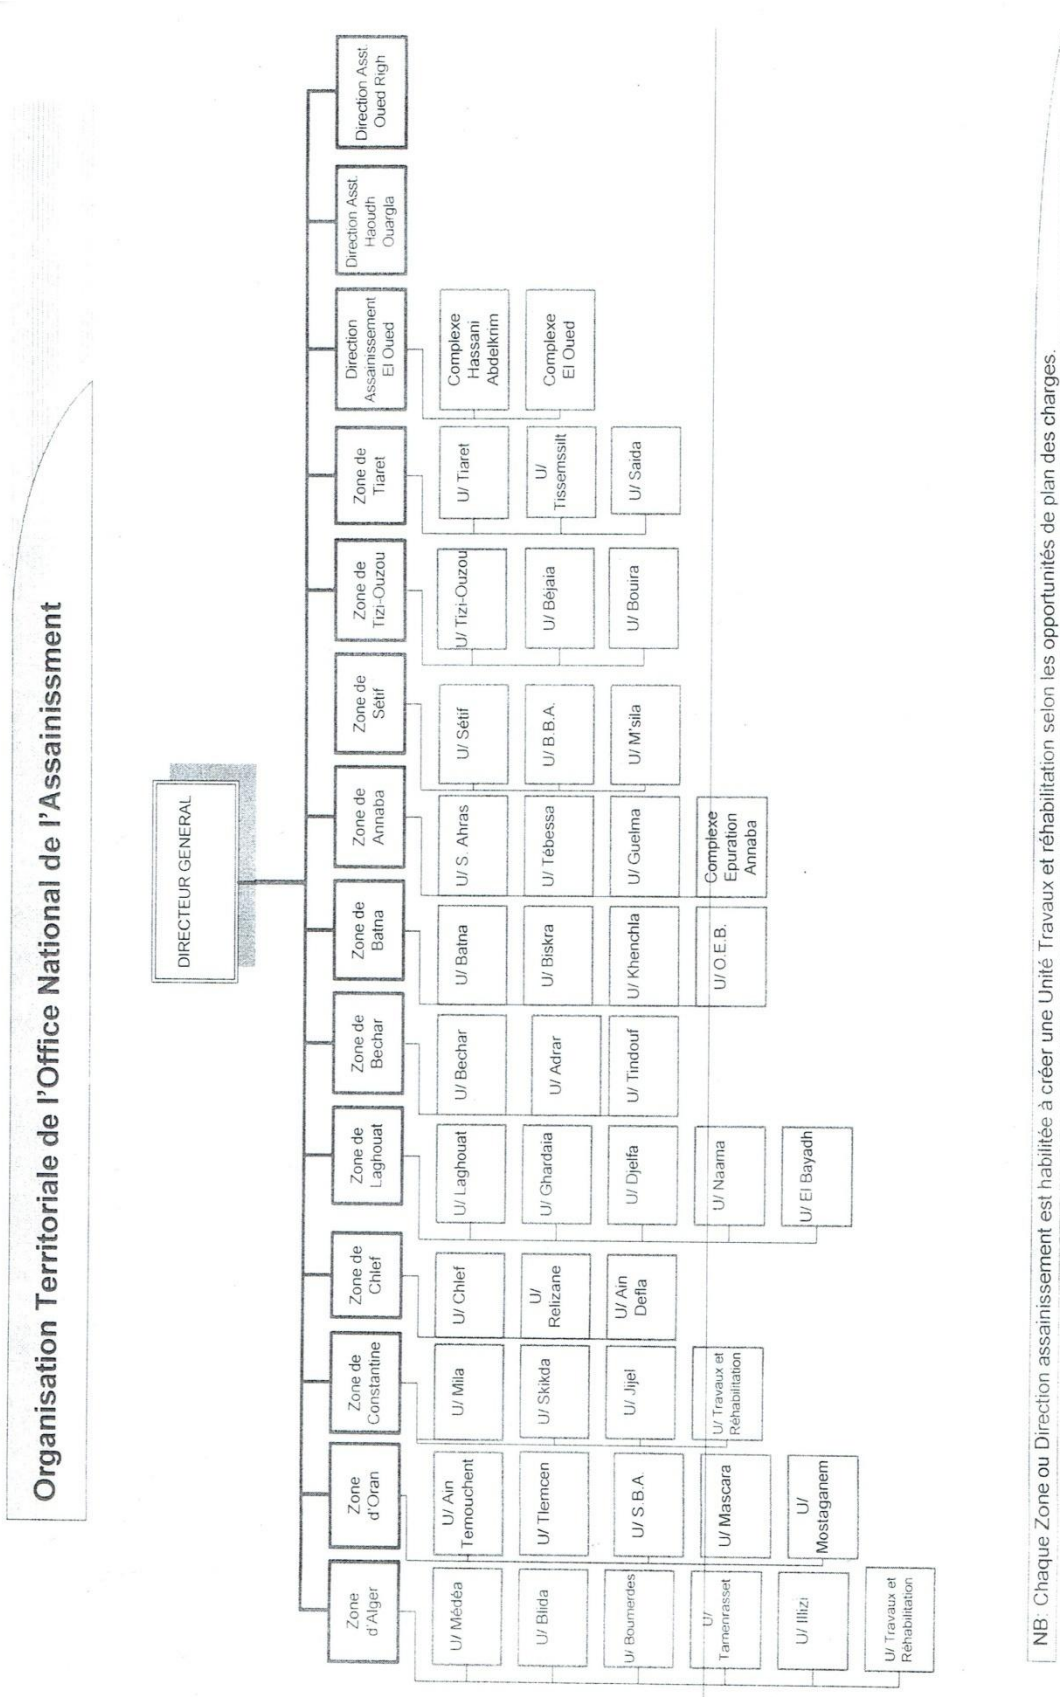 Organisation Territoriale de l'Office National de l'Assainissment
DIRECTEUR GENERAL
Zone
d'Alger
Zone
d'Oran
Zone de
Constantine
Zone de
Chlef
Zone de
Laghouat
Zone de
Bechar
Zone de
Batna
Zone de
Annaba
Zone de
Sétif
Zone de
Tizi-Ouzou
Zone de
Tiaret
Direction
Assainissement
El Oued
Direction Asst.
Haoudh
Ouargla
Direction Asst.
Oued Righ
U/ Médéa
U/ Blida
U/ Boumerdes
U/
Tamenrasset
U/ Illizi
U/ Travaux et
Réhabilitation
U/ Ain
Temouchent
U/ Tlemcen
U/ S.B.A
U/ Mascara
U/
Mostaganem
U/ Mila
U/ Skikda
U/ Jijel
U/ Travaux et
Réhabilitation
U/ Chlef
U/
Relizane
U/ Ain
Defla
U/ Laghouat
U/ Ghardaia
U/ Djelfa
U/ Naama
U/ El Bayadh
U/ Bechar
U/ Adrar
U/ Tindouf
U/ Batna
U/ Biskra
U/ Khenchla
U/ O.E.B.
U/ S. Ahras
U/ Tébessa
U/ Guelma
Complexe
Epuration
Annaba
U/ Sétif
U/ B.B.A.
U/ M'sila
U/ Tizi-Ouzou
U/ Béjaia
U/ Bouira
U/ Tiaret
U/
Tissemssilt
U/ Saida
Complexe
Hassani
Abdelkrim
Complexe
El Oued
NB: Chaque Zone ou Direction assainissement est habilitée à créer une Unité Travaux et réhabilitation selon les opportunités de plan des charges.